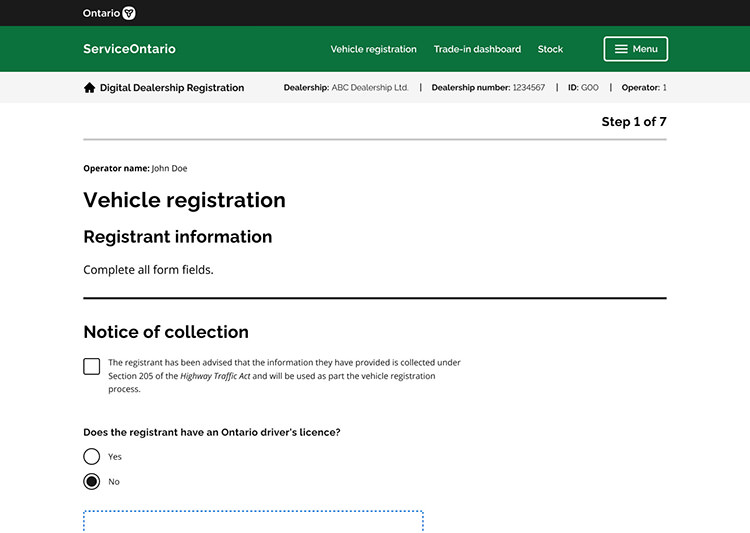 Ontario
ServiceOntario Vehicle registration Trade-in dashboard Stock Menu
Digital Dealership Registration Dealership: ABC Dealership Ltd. | Dealership number: 1234567 | ID: G00 | Operator: 1
Step 1 of 7
Operator name: John Doe
Vehicle registration
Registrant information
Complete all form fields.
Notice of collection
The registrant has been advised that the information they have provided is collected under
Section 205 of the Highway Traffic Act and will be used as part the vehicle registration
process.
Does the registrant have an Ontario driver's licence?
Yes
No